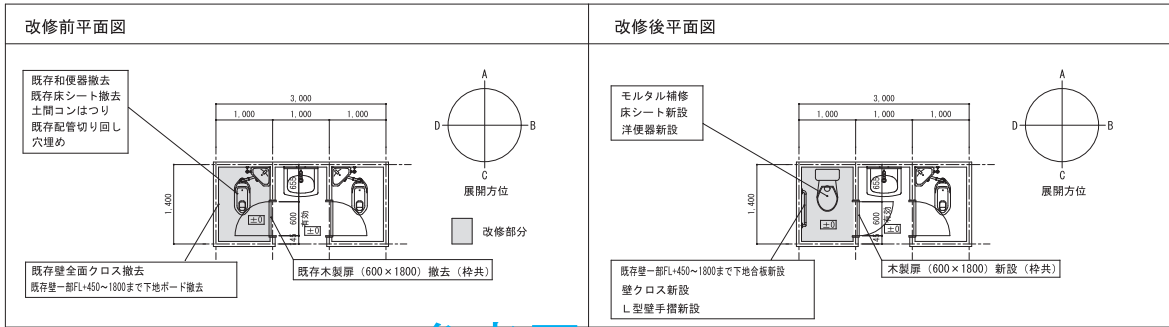 改修前平面図
既存和便器撤去
既存床シート撤去
土間コンはつり
既存配管切り回し
穴埋め
3,000
1,000
1,000
1,000
1,400
655
600
有効
45
±0
±0
A
B
C
D
展開方位
改修部分
既存壁全面クロス撤去
既存壁一部FL+450～1800まで下地ボード撤去
既存木製扉（600×1800）撤去（枠共）
改修後平面図
モルタル補修
床シート新設
洋便器新設
3,000
1,000
1,000
1,000
1,400
655
600
有効
45
±0
±0
A
B
C
D
展開方位
既存壁一部FL+450～1800まで下地合板新設
壁クロス新設
L型壁手摺新設
木製扉（600×1800）新設（枠共）